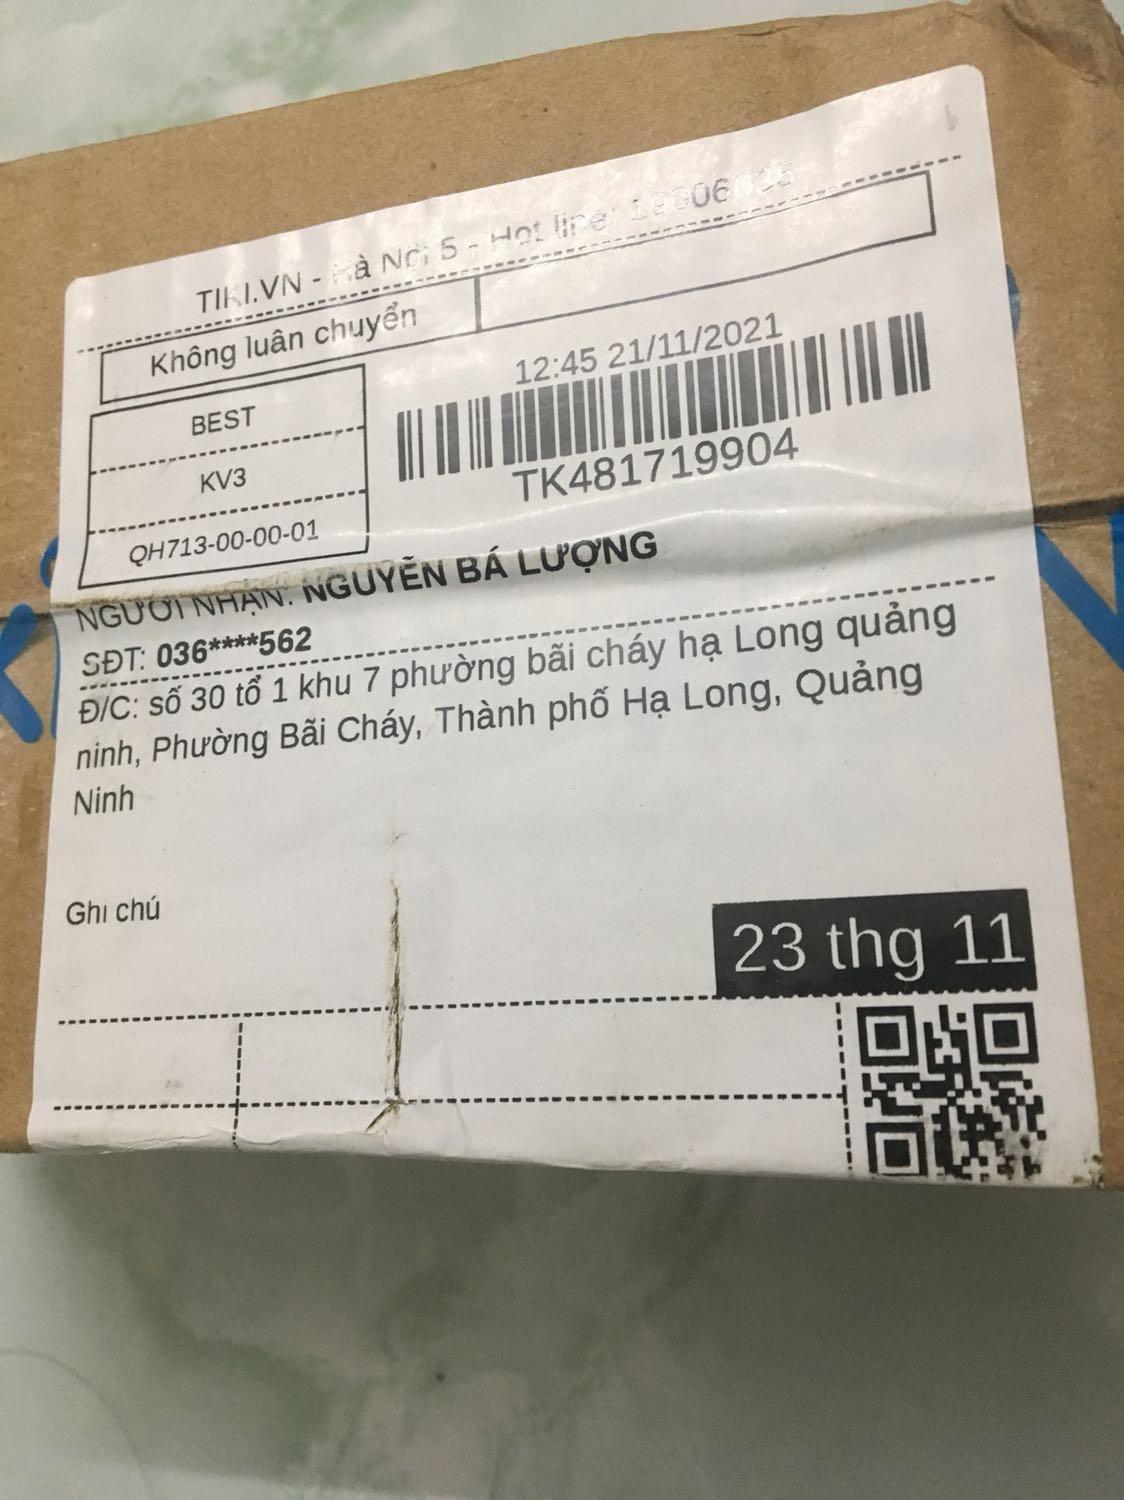 TIKI.VN - Hà Nội 5 - Hot line: 19006035
Không luân chuyển
12:45 21/11/2021
BEST
KV3
TK481719904
QH713-00-00-01
NGƯỜI NHẬN: NGUYỄN BÁ LƯỢNG
SĐT: 036****562
Đ/C: số 30 tổ 1 khu 7 phường bãi cháy hạ Long quảng
ninh, Phường Bãi Cháy, Thành phố Hạ Long, Quảng
Ninh
Ghi chú
23 thg 11